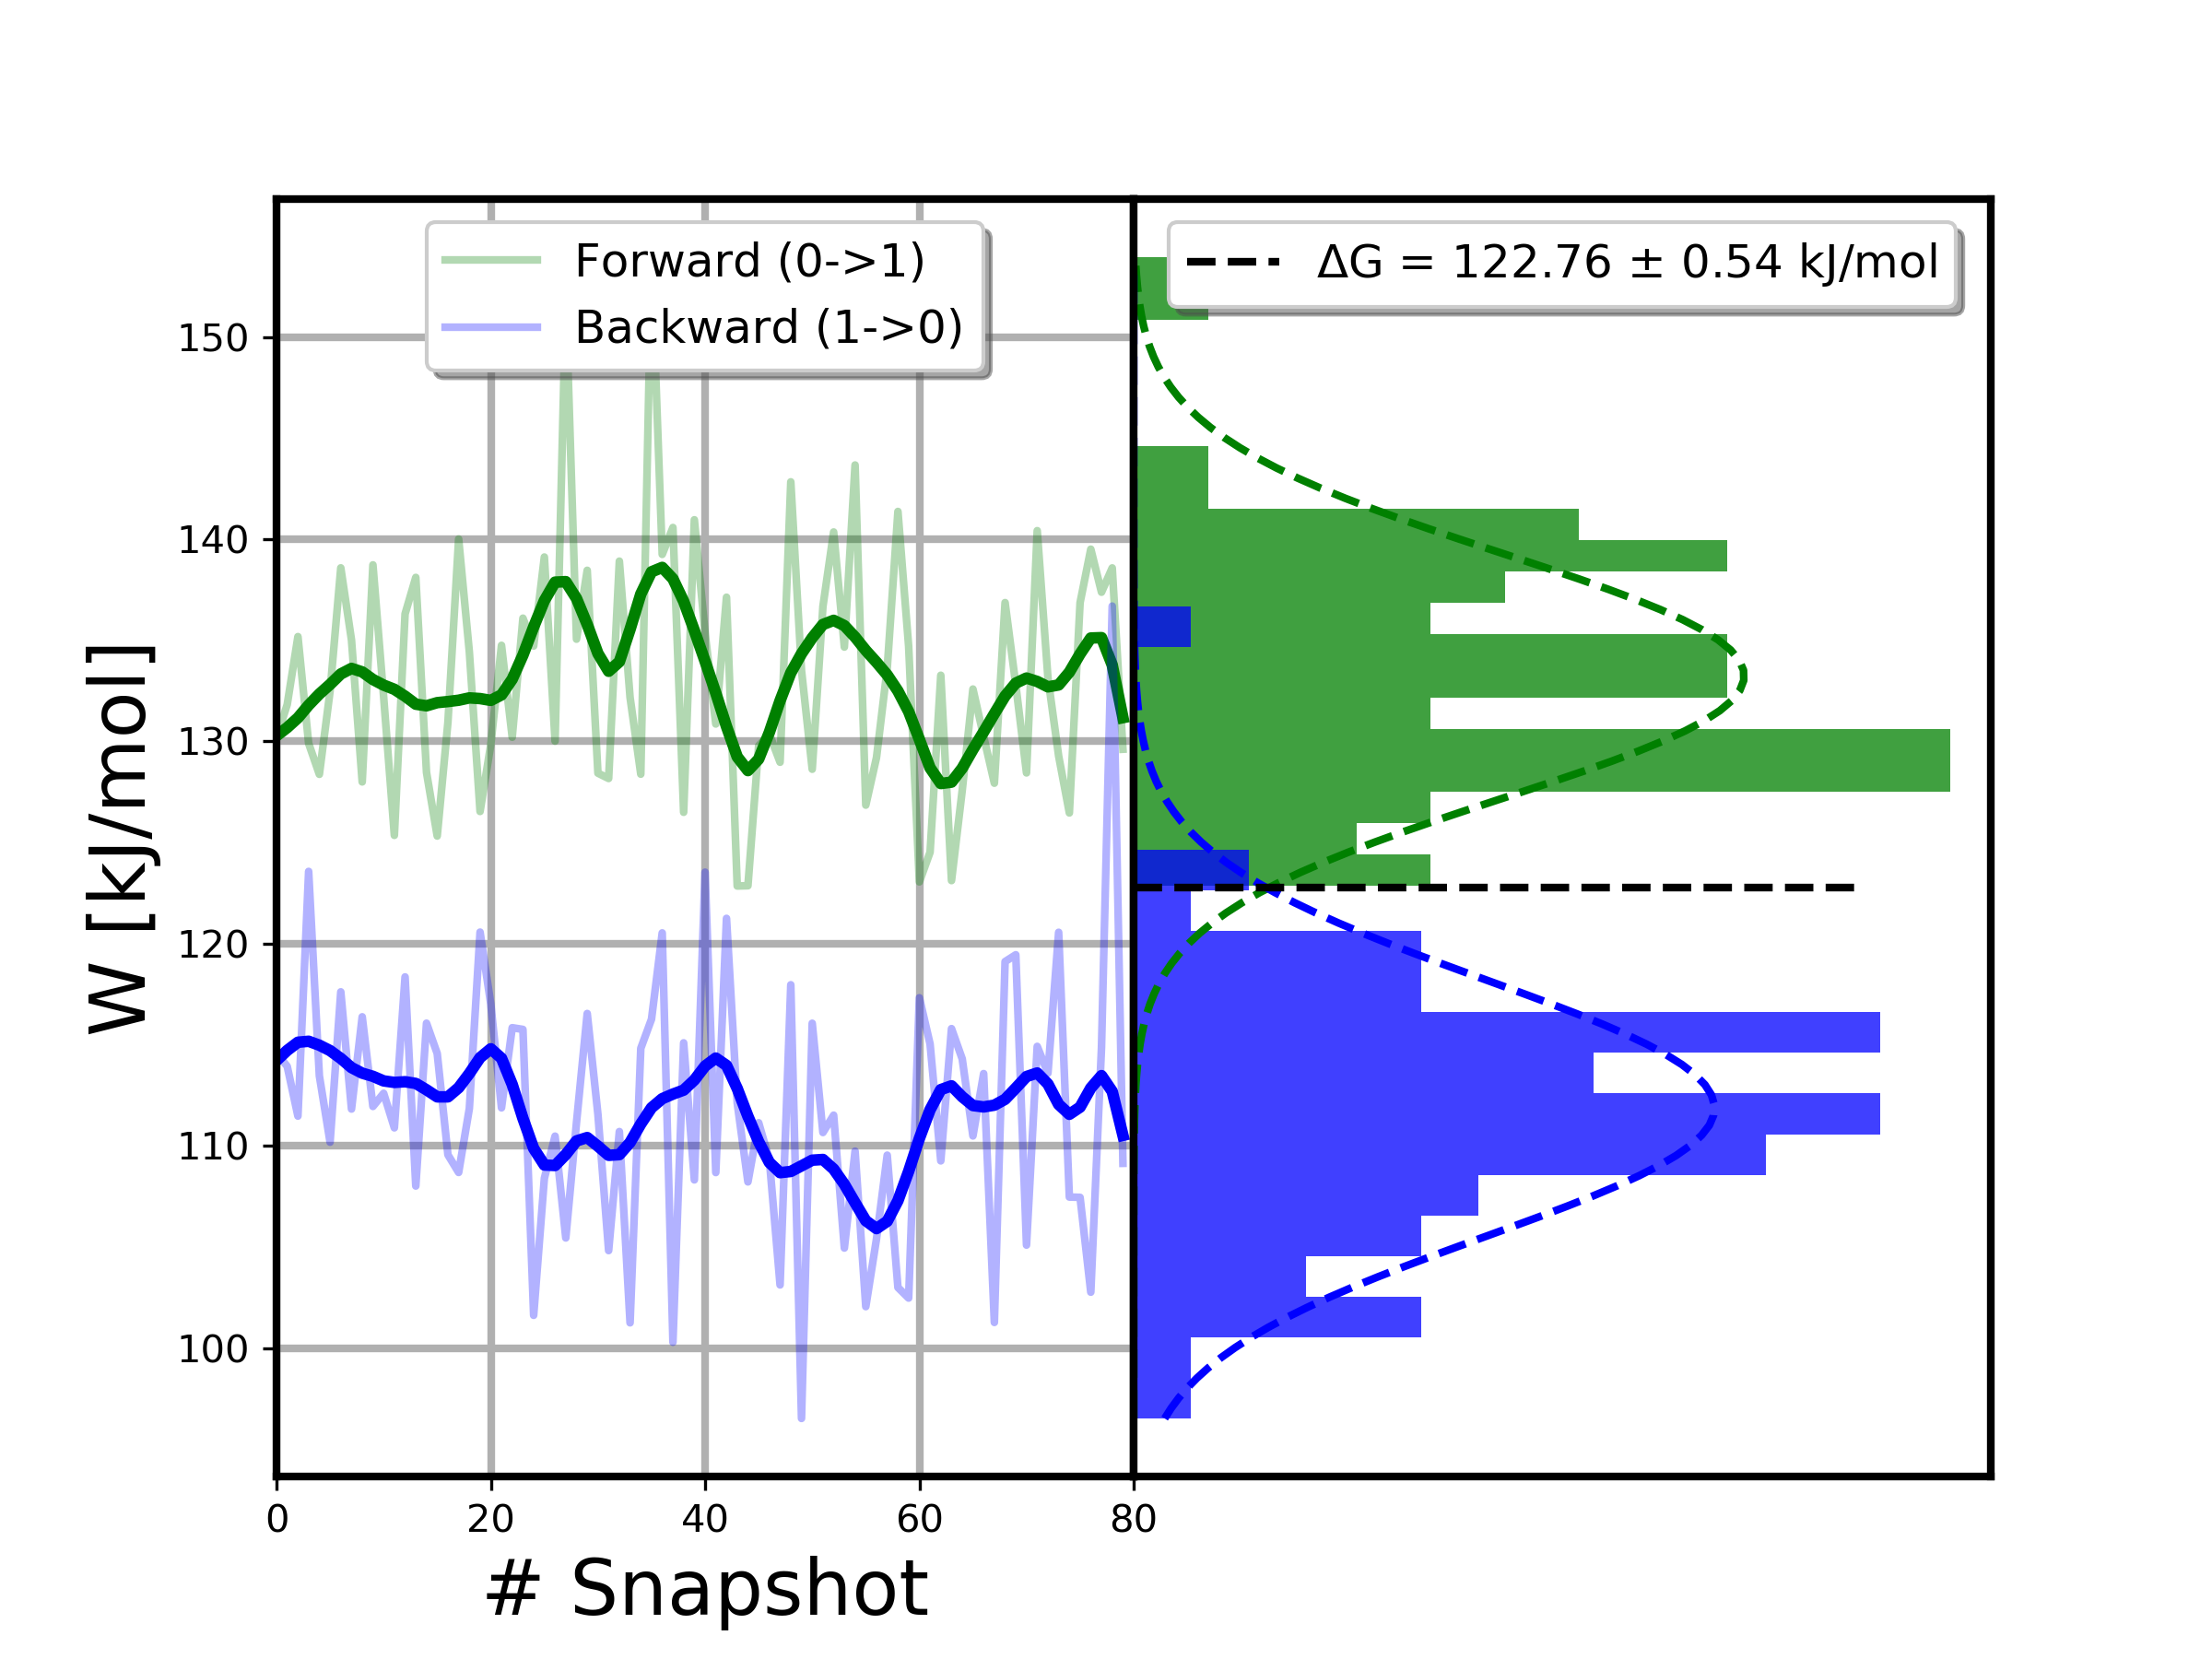 Forward (0->1)
Backward (1->0)
ΔG = 122.76 ± 0.54 kJ/mol
W [kJ/mol]
150
140
130
120
110
100
0 20 40 60 80
# Snapshot